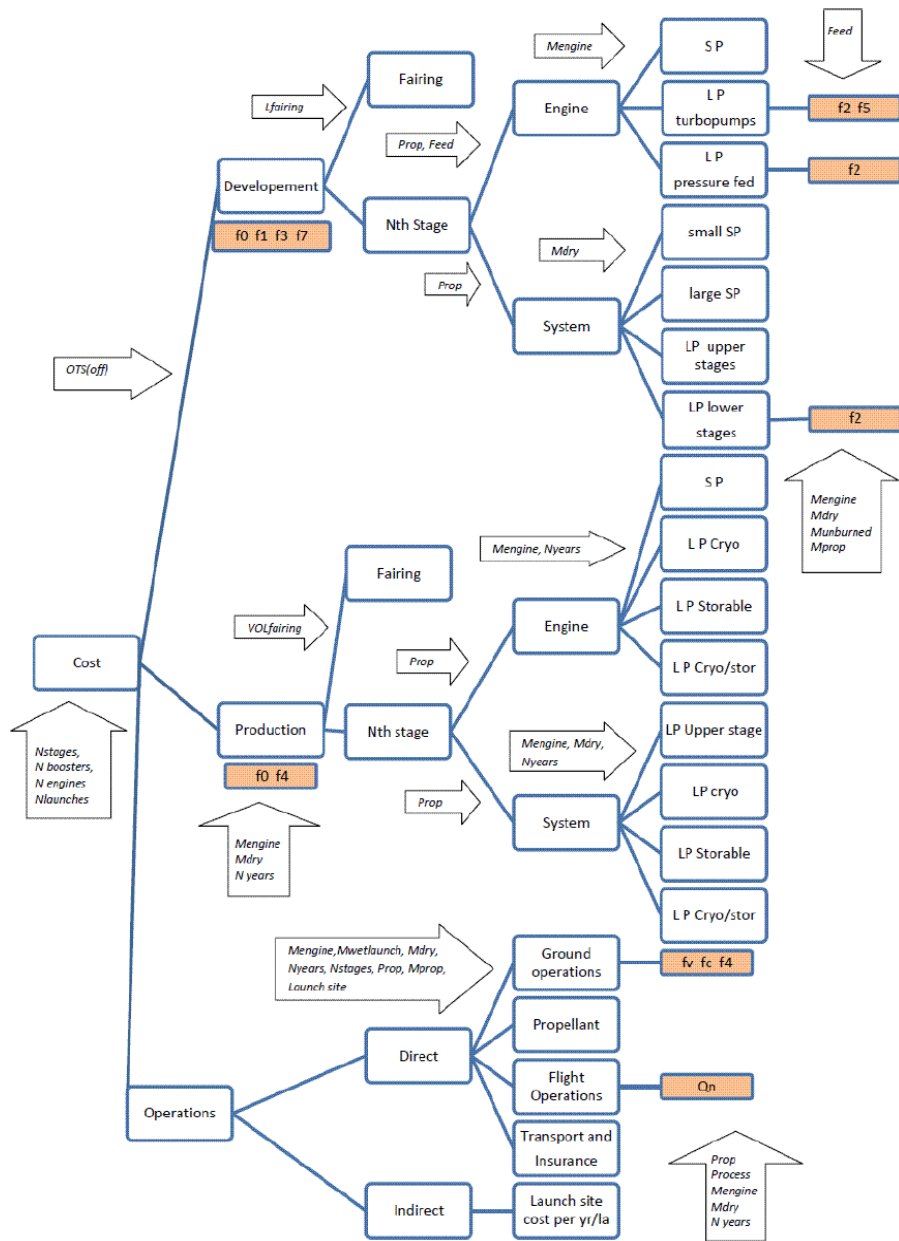 Mengine
S P
Feed
Fairing
Lfairing
Engine
L P
turbopumps
f2 f5
Prop, Feed
L P
pressure fed
f2
Developement
f0 f1 f3 f7
Nth Stage
small SP
Mdry
Prop
large SP
System
LP upper
stages
OTS(off)
LP lower
stages
f2
S P
Mengine
Mdry
Munburned
Mprop
Mengine, Nyears
L P Cryo
Fairing
L P Storable
VOLfairing
Engine
Cost
Prop
L P Cryo/stor
Production
Nth stage
LP Upper stage
Nstages,
N boosters,
N engines
Nlaunches
f0 f4
Mengine, Mdry,
Nyears
LP cryo
Prop
System
Mengine
Mdry
N years
LP Storable
L P Cryo/stor
Mengine,Mwetlaunch, Mdry,
Nyears, Nstages, Prop, Mprop,
Launch site
Ground
operations
fv fc f4
Propellant
Direct
Flight
Operations
Qn
Operations
Transport and
Insurance
Prop
Process
Mengine
Mdry
N years
Indirect
Launch site
cost per yr/la